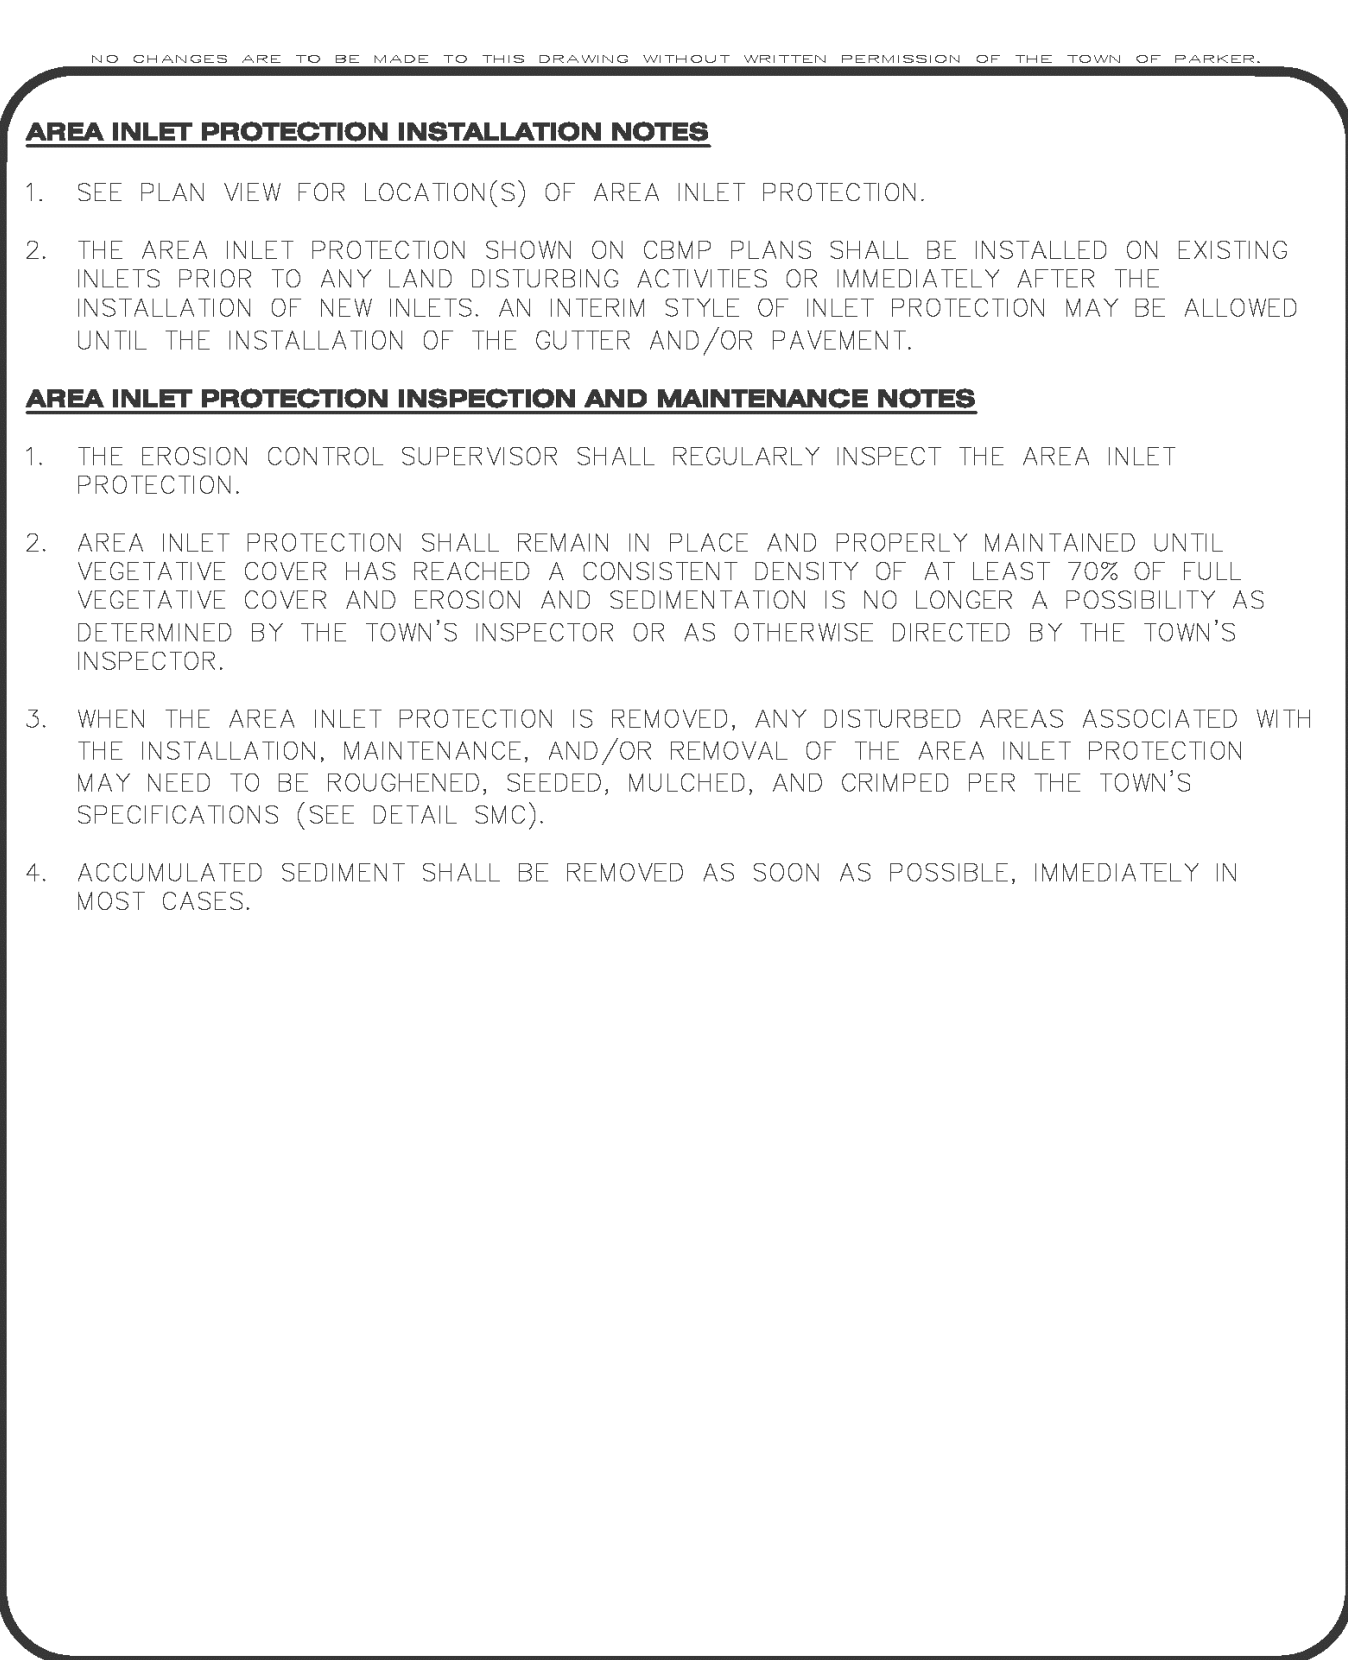 NO CHANGES ARE TO BE MADE TO THIS DRAWING WITHOUT WRITTEN PERMISSION OF THE TOWN OF PARKER.
AREA INLET PROTECTION INSTALLATION NOTES
1. SEE PLAN VIEW FOR LOCATION(S) OF AREA INLET PROTECTION.
2. THE AREA INLET PROTECTION SHOWN ON CBMP PLANS SHALL BE INSTALLED ON EXISTING
INLETS PRIOR TO ANY LAND DISTURBING ACTIVITIES OR IMMEDIATELY AFTER THE
INSTALLATION OF NEW INLETS. AN INTERIM STYLE OF INLET PROTECTION MAY BE ALLOWED
UNTIL THE INSTALLATION OF THE GUTTER AND/OR PAVEMENT.
AREA INLET PROTECTION INSPECTION AND MAINTENANCE NOTES
1. THE EROSION CONTROL SUPERVISOR SHALL REGULARLY INSPECT THE AREA INLET
PROTECTION.
2. AREA INLET PROTECTION SHALL REMAIN IN PLACE AND PROPERLY MAINTAINED UNTIL
VEGETATIVE COVER HAS REACHED A CONSISTENT DENSITY OF AT LEAST 70% OF FULL
VEGETATIVE COVER AND EROSION AND SEDIMENTATION IS NO LONGER A POSSIBILITY AS
DETERMINED BY THE TOWN'S INSPECTOR OR AS OTHERWISE DIRECTED BY THE TOWN'S
INSPECTOR.
3. WHEN THE AREA INLET PROTECTION IS REMOVED, ANY DISTURBED AREAS ASSOCIATED WITH
THE INSTALLATION, MAINTENANCE, AND/OR REMOVAL OF THE AREA INLET PROTECTION
MAY NEED TO BE ROUGHENED, SEEDED, MULCHED, AND CRIMPED PER THE TOWN'S
SPECIFICATIONS (SEE DETAIL SMC).
4. ACCUMULATED SEDIMENT SHALL BE REMOVED AS SOON AS POSSIBLE, IMMEDIATELY IN
MOST CASES.